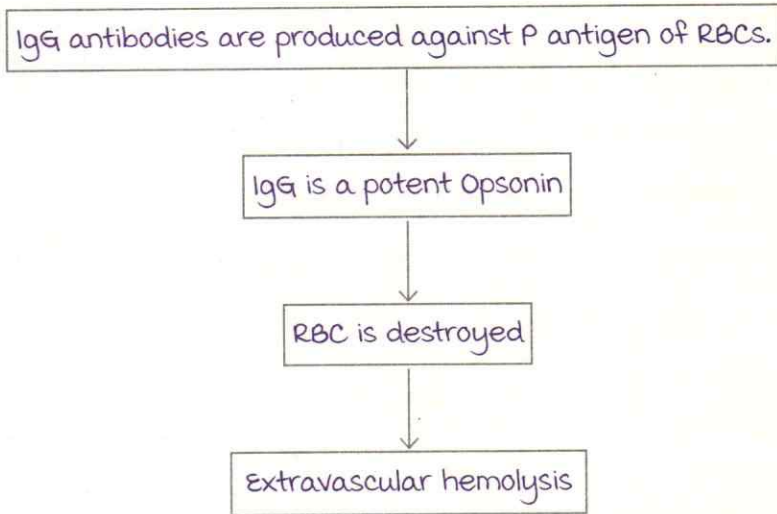 IgG antibodies are produced against P antigen of RBCs.
IgG is a potent Opsonin
RBC is destroyed
Extravascular hemolysis